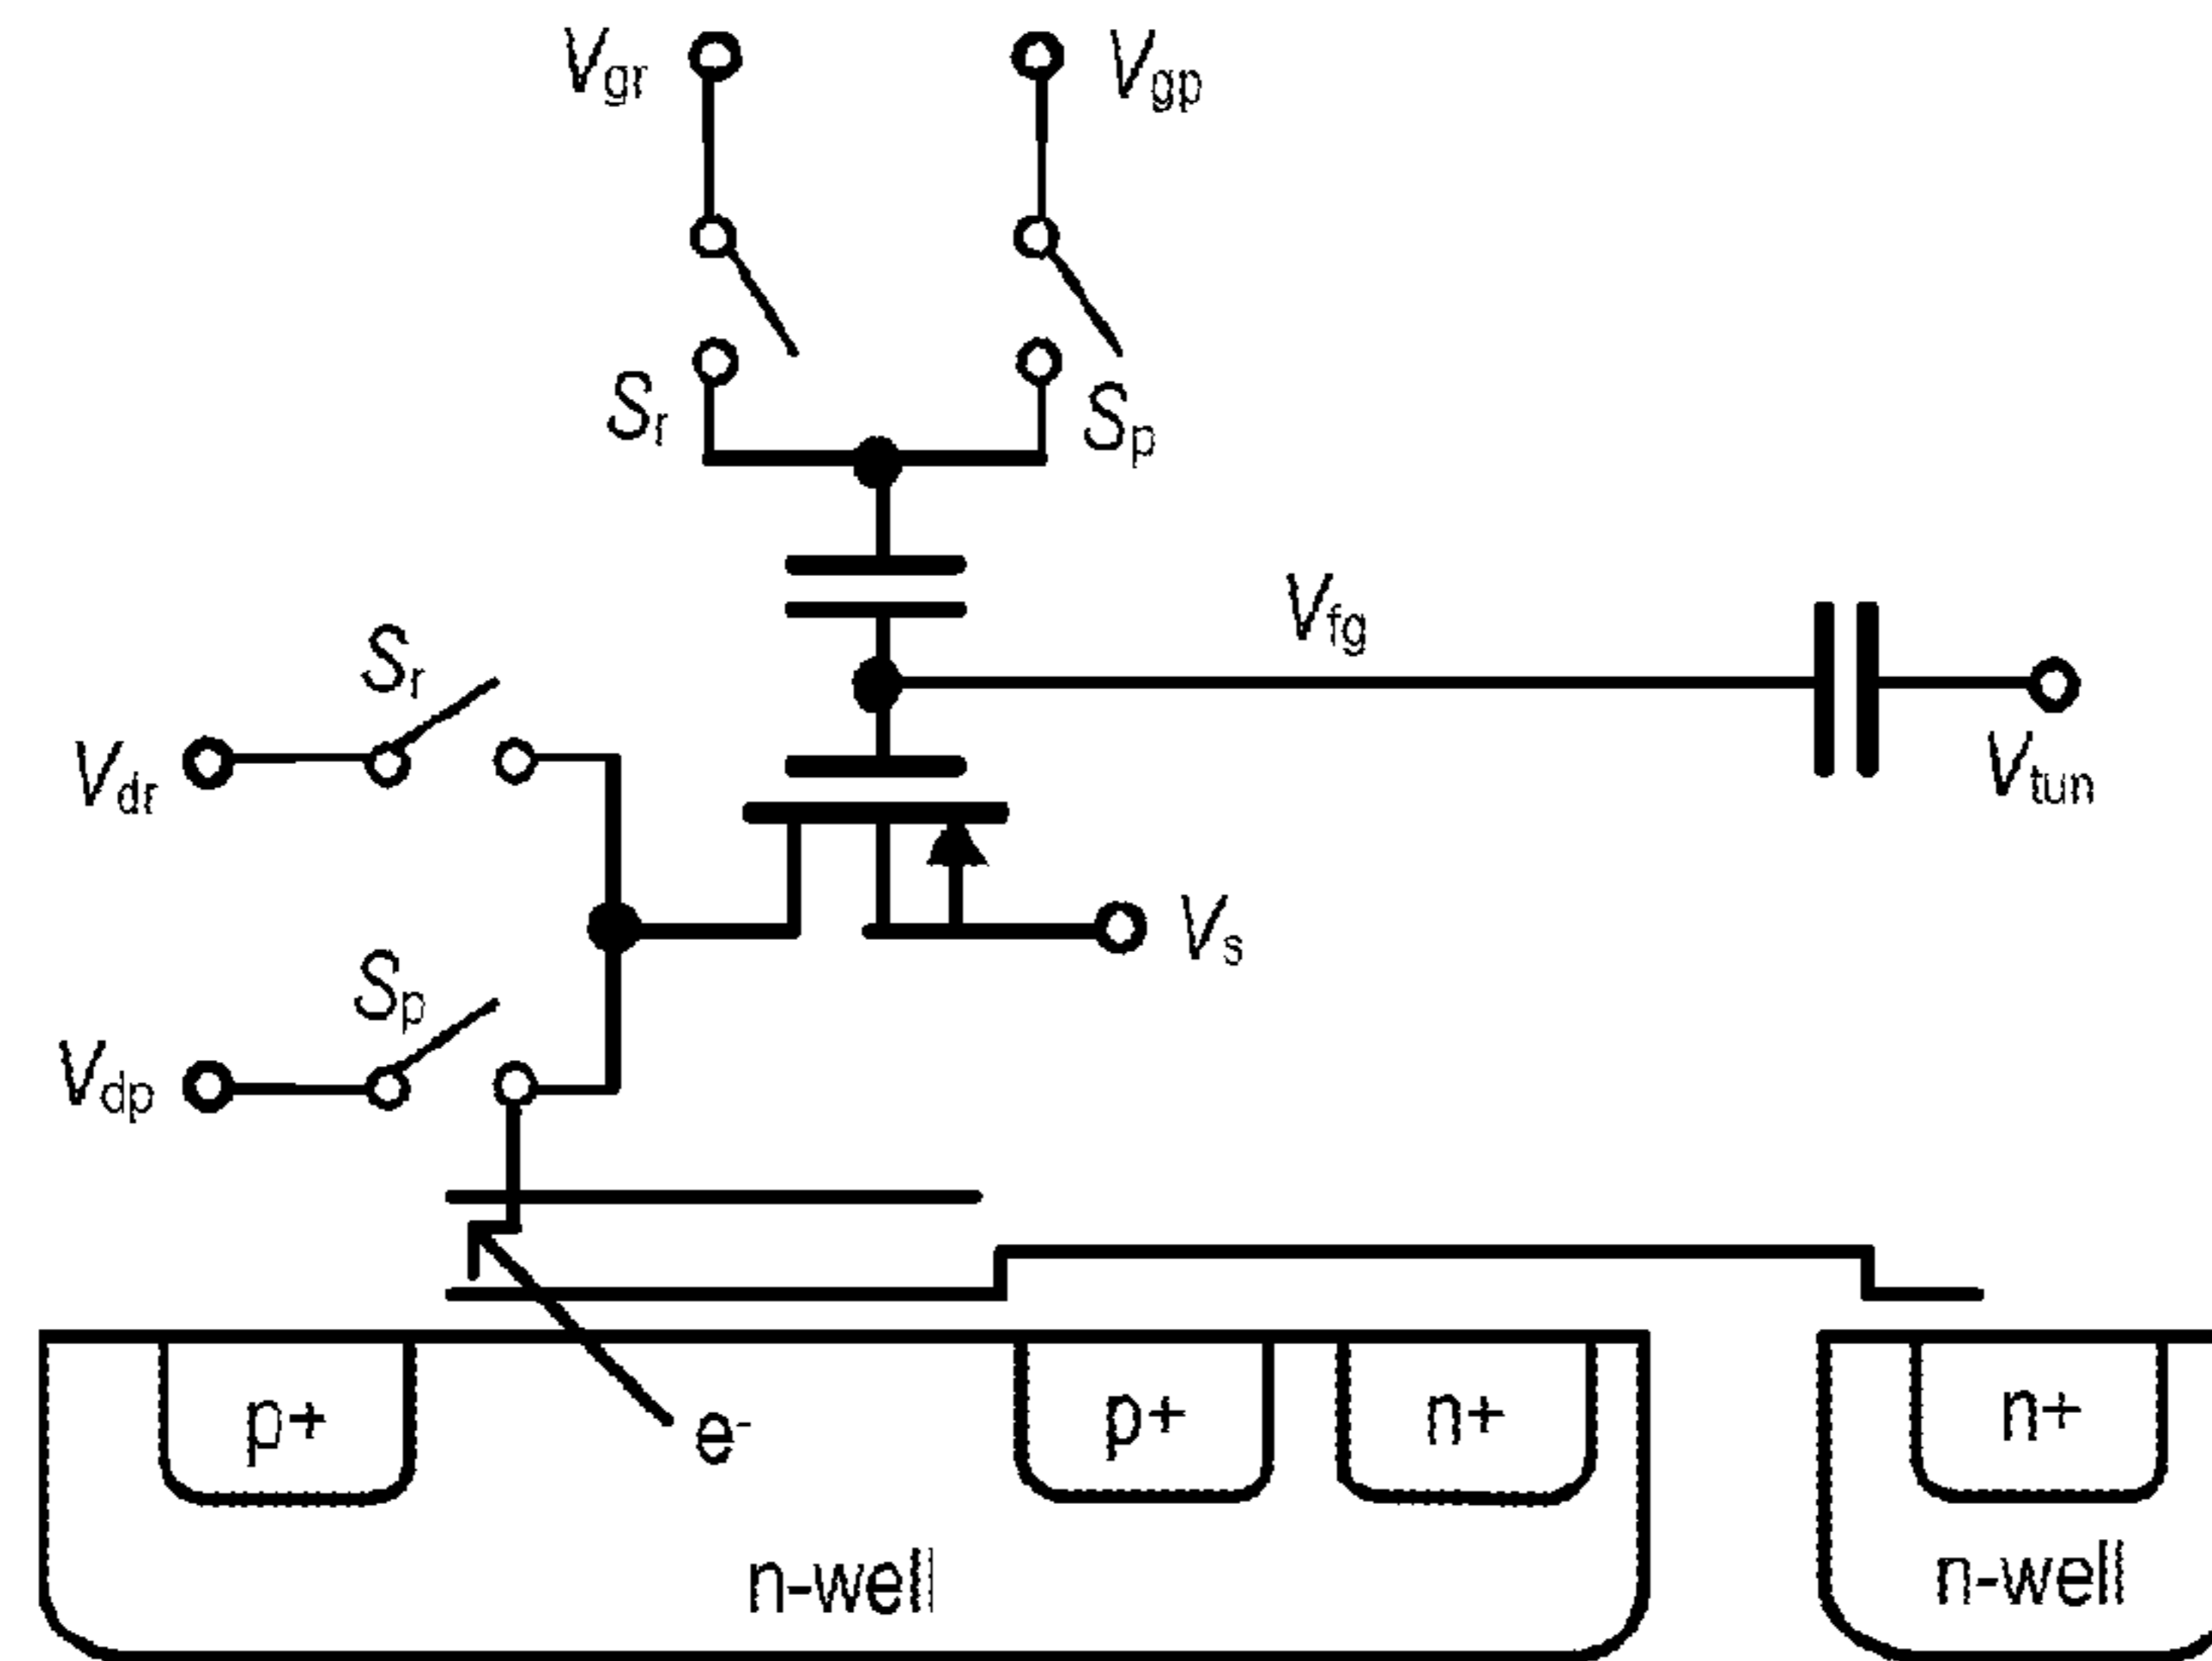 Vgr
Vgp
Sr
Sp
Vfg
Sr
Vdr
Vtun
Vs
Sp
Vdp
e-
p+
p+
n+
n+
n-well
n-well